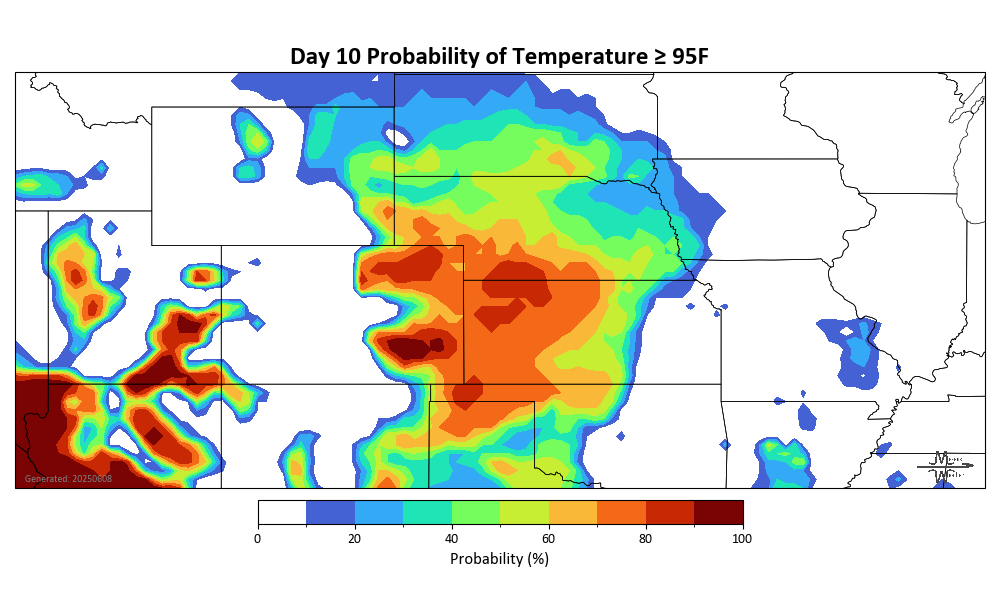 Day 10 Probability of Temperature ≥ 95F
Generated: 20250608
0 20 40 60 80 100
Probability (%)